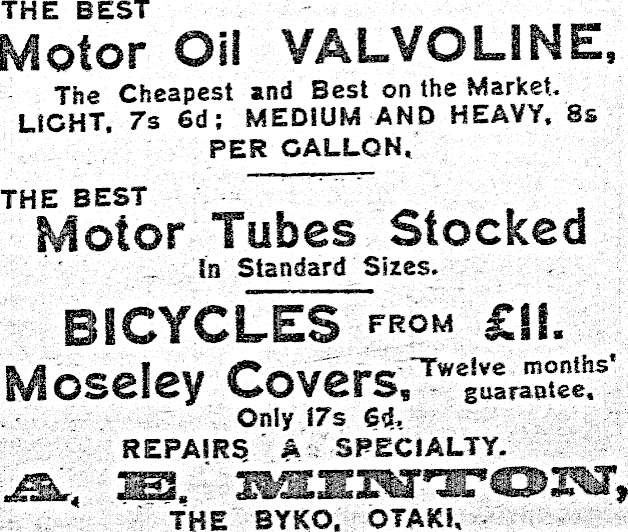 THE BEST
Motor Oil VALVOLINE,
The Cheapest and Best on the Market.
LIGHT, 7s 6d; MEDIUM AND HEAVY, 8s
PER GALLON.
THE BEST
Motor Tubes Stocked
In Standard Sizes.
BICYCLES FROM £11.
Moseley Covers, Twelve months' guarantee.
Only 17s 6d.
REPAIRS A SPECIALTY.
A. E. MINTON,
THE BYKO, OTAKI.